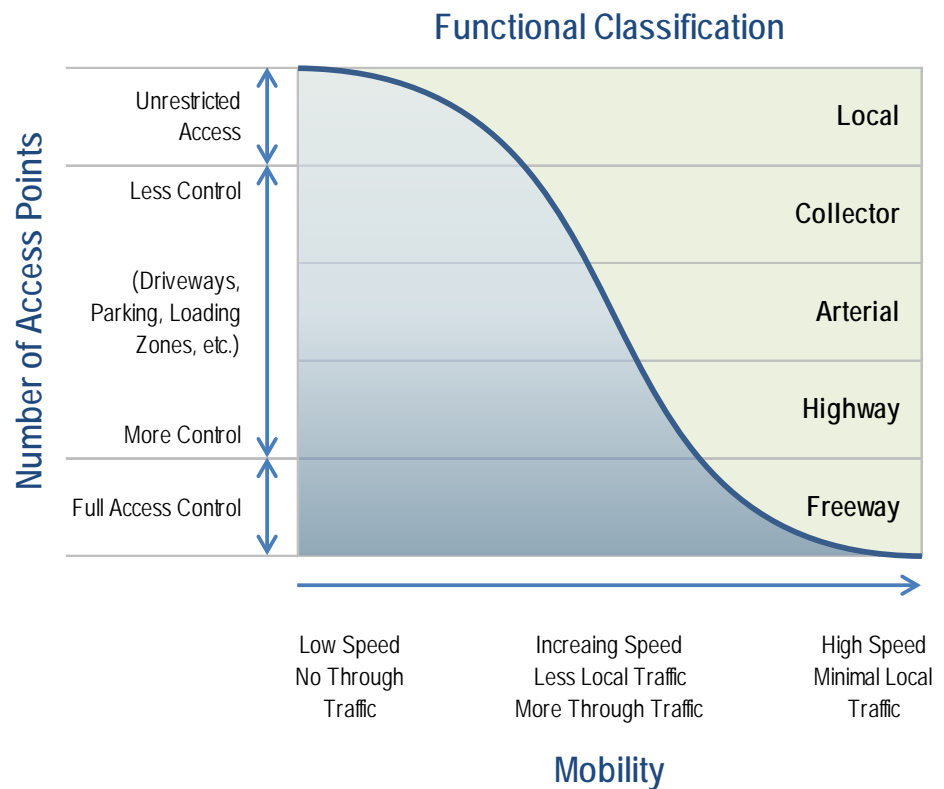 Functional Classification
Number of Access Points
Unrestricted
Access
Less Control
(Driveways,
Parking, Loading
Zones, etc.)
More Control
Full Access Control
Local
Collector
Arterial
Highway
Freeway
Low Speed
No Through
Traffic
Increaing Speed
Less Local Traffic
More Through Traffic
High Speed
Minimal Local
Traffic
Mobility